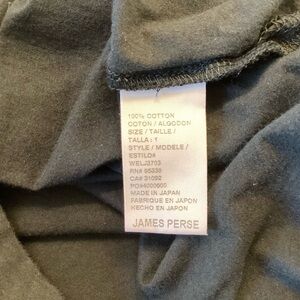 100% COTTON
COTON / ALGODON
SIZE / TAILLE /
TALLA : 1
STYLE / MODELE /
ESTILO#
WELJ3703
RN# 95338
CA# 31092
PO#4000000
MADE IN JAPAN
FABRIQUE EN JAPON
HECHO EN JAPON
JAMES PERSE